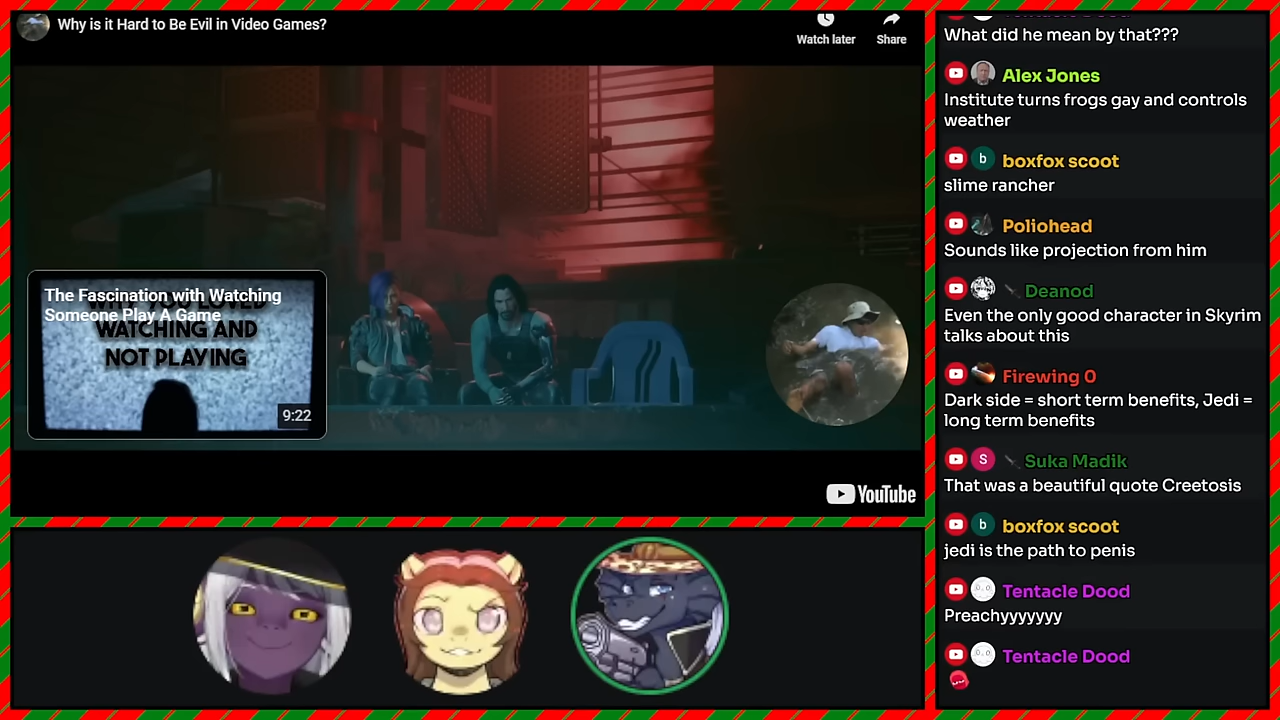 Why is it Hard to Be Evil in Video Games?
Watch later
Share
The Fascination with Watching
Someone Play A Game
WATCHING AND
NOT PLAYING
9:22
YouTube
What did he mean by that???
Alex Jones
Institute turns frogs gay and controls
weather
b
boxfox scoot
slime rancher
Poliohead
Sounds like projection from him
Deanod
Even the only good character in Skyrim
talks about this
Firewing 0
Dark side = short term benefits, Jedi =
long term benefits
S
Suka Madik
That was a beautiful quote Creetosis
b
boxfox scoot
jedi is the path to penis
Tentacle Dood
Preachyyyyyyy
Tentacle Dood